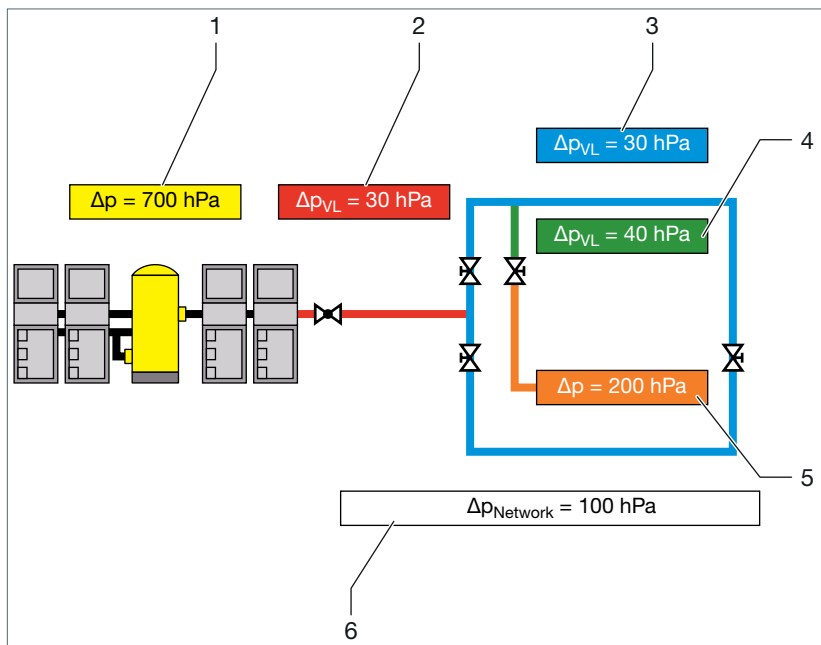 1
2
3
Δp_VL = 30 hPa
4
Δp = 700 hPa
Δp_VL = 30 hPa
Δp_VL = 40 hPa
Δp = 200 hPa
5
Δp_Network = 100 hPa
6